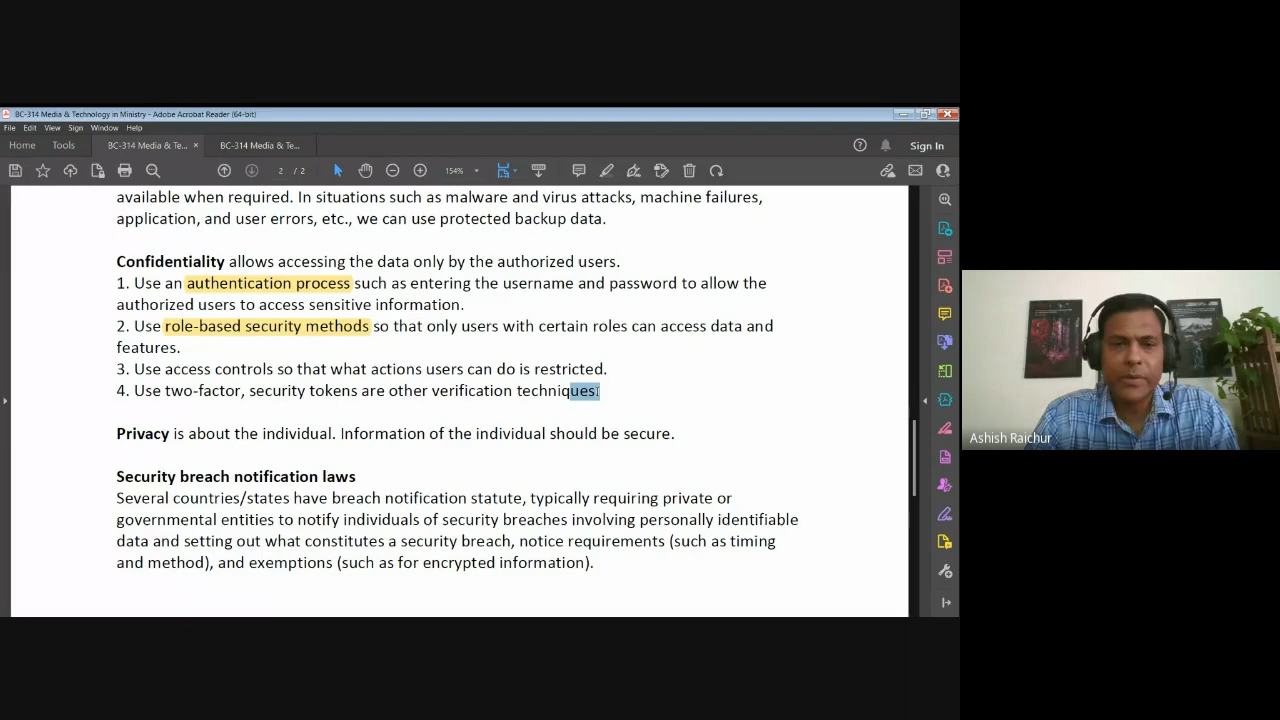 BC-314 Media & Technology in Ministry - Adobe Acrobat Reader (64-bit)
File Edit View Sign Window Help
Home Tools BC-314 Media & Te... × BC-314 Media & Te... Sign In
2 / 2 154%
available when required. In situations such as malware and virus attacks, machine failures,
application, and user errors, etc., we can use protected backup data.
Confidentiality allows accessing the data only by the authorized users.
1. Use an authentication process such as entering the username and password to allow the
authorized users to access sensitive information.
2. Use role-based security methods so that only users with certain roles can access data and
features.
3. Use access controls so that what actions users can do is restricted.
4. Use two-factor, security tokens are other verification techniques.
Privacy is about the individual. Information of the individual should be secure.
Security breach notification laws
Several countries/states have breach notification statute, typically requiring private or
governmental entities to notify individuals of security breaches involving personally identifiable
data and setting out what constitutes a security breach, notice requirements (such as timing
and method), and exemptions (such as for encrypted information).
Ashish Raichur